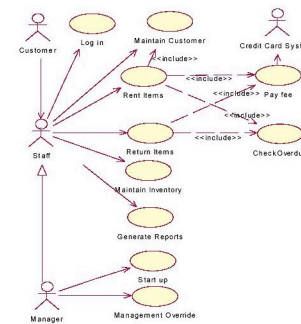 Customer
Log in
Maintain Customer
Credit Card Syst
<<include>>
<<include>>
Rent Items
<<include>>
Pay fee
<<include>>
Staff
<<include>>
Return Items
CheckOverdu
Maintain Inventory
Generate Reports
Start up
Manager
Management Override